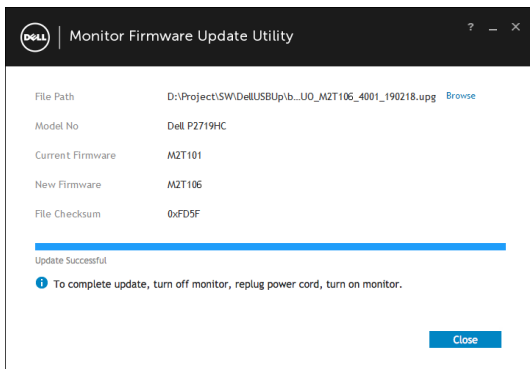 DELL
Monitor Firmware Update Utility
? _ ×
File Path D:\Project\SW\DellUSBUp\b...UO_M2T106_4001_190218.upg Browse
Model No Dell P2719HC
Current Firmware M2T101
New Firmware M2T106
File Checksum 0xFD5F
Update Successful
To complete update, turn off monitor, replug power cord, turn on monitor.
Close